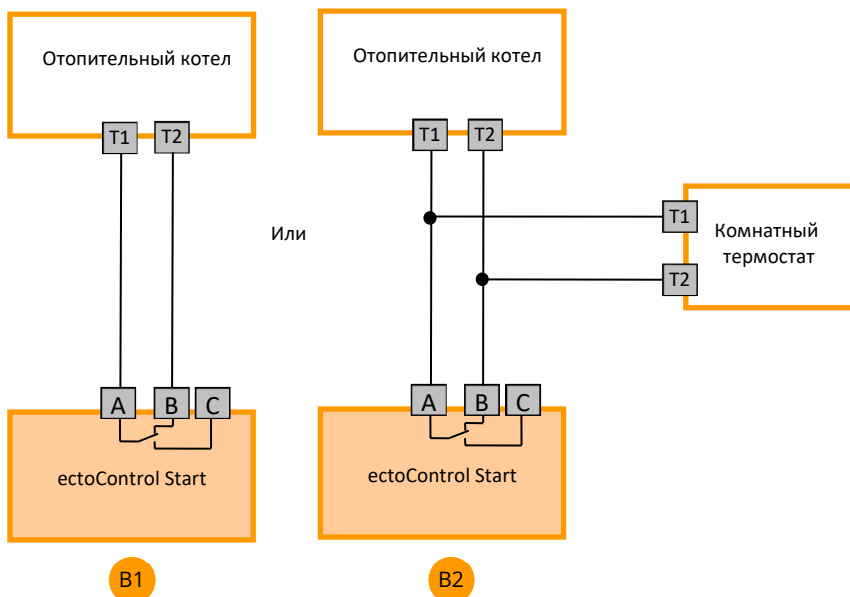 Отопительный котел
T1 T2
A B C
ectoControl Start
B1
Или
Отопительный котел
T1 T2
T1
T2
Комнатный
термостат
A B C
ectoControl Start
B2